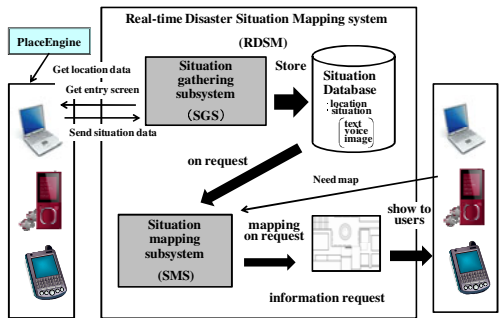 Real-time Disaster Situation Mapping system
(RDSM)
PlaceEngine
Get location data
Get entry screen
Send situation data
Situation
gathering
subsystem
(SGS)
Store
Situation
Database
· location
· situation
text
voice
image
on request
Need map
Situation
mapping
subsystem
(SMS)
mapping
on request
show to
users
information request